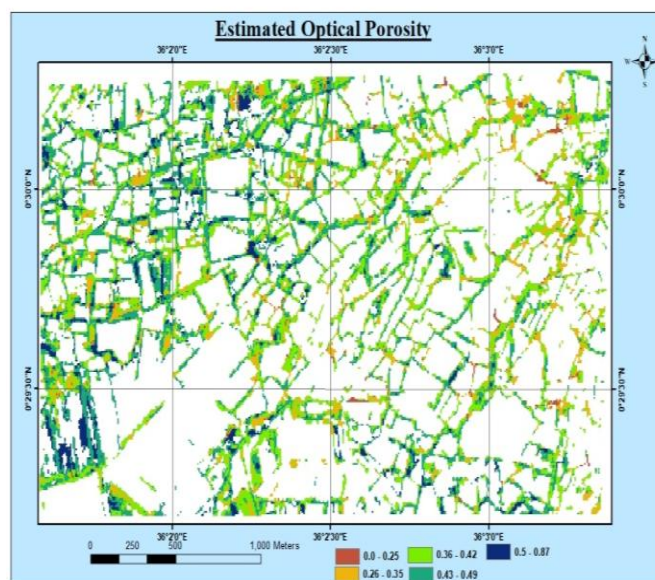 Estimated Optical Porosity
36°2'0"E 36°2'30"E 36°3'0"E
N
W E
S
0°30'0"N 0°30'0"N
0°29'30"N 0°29'30"N
36°2'0"E 36°2'30"E 36°3'0"E
0 250 500 1,000 Meters
0.0 - 0.25 0.36 - 0.42 0.5 - 0.87
0.26 - 0.35 0.43 - 0.49